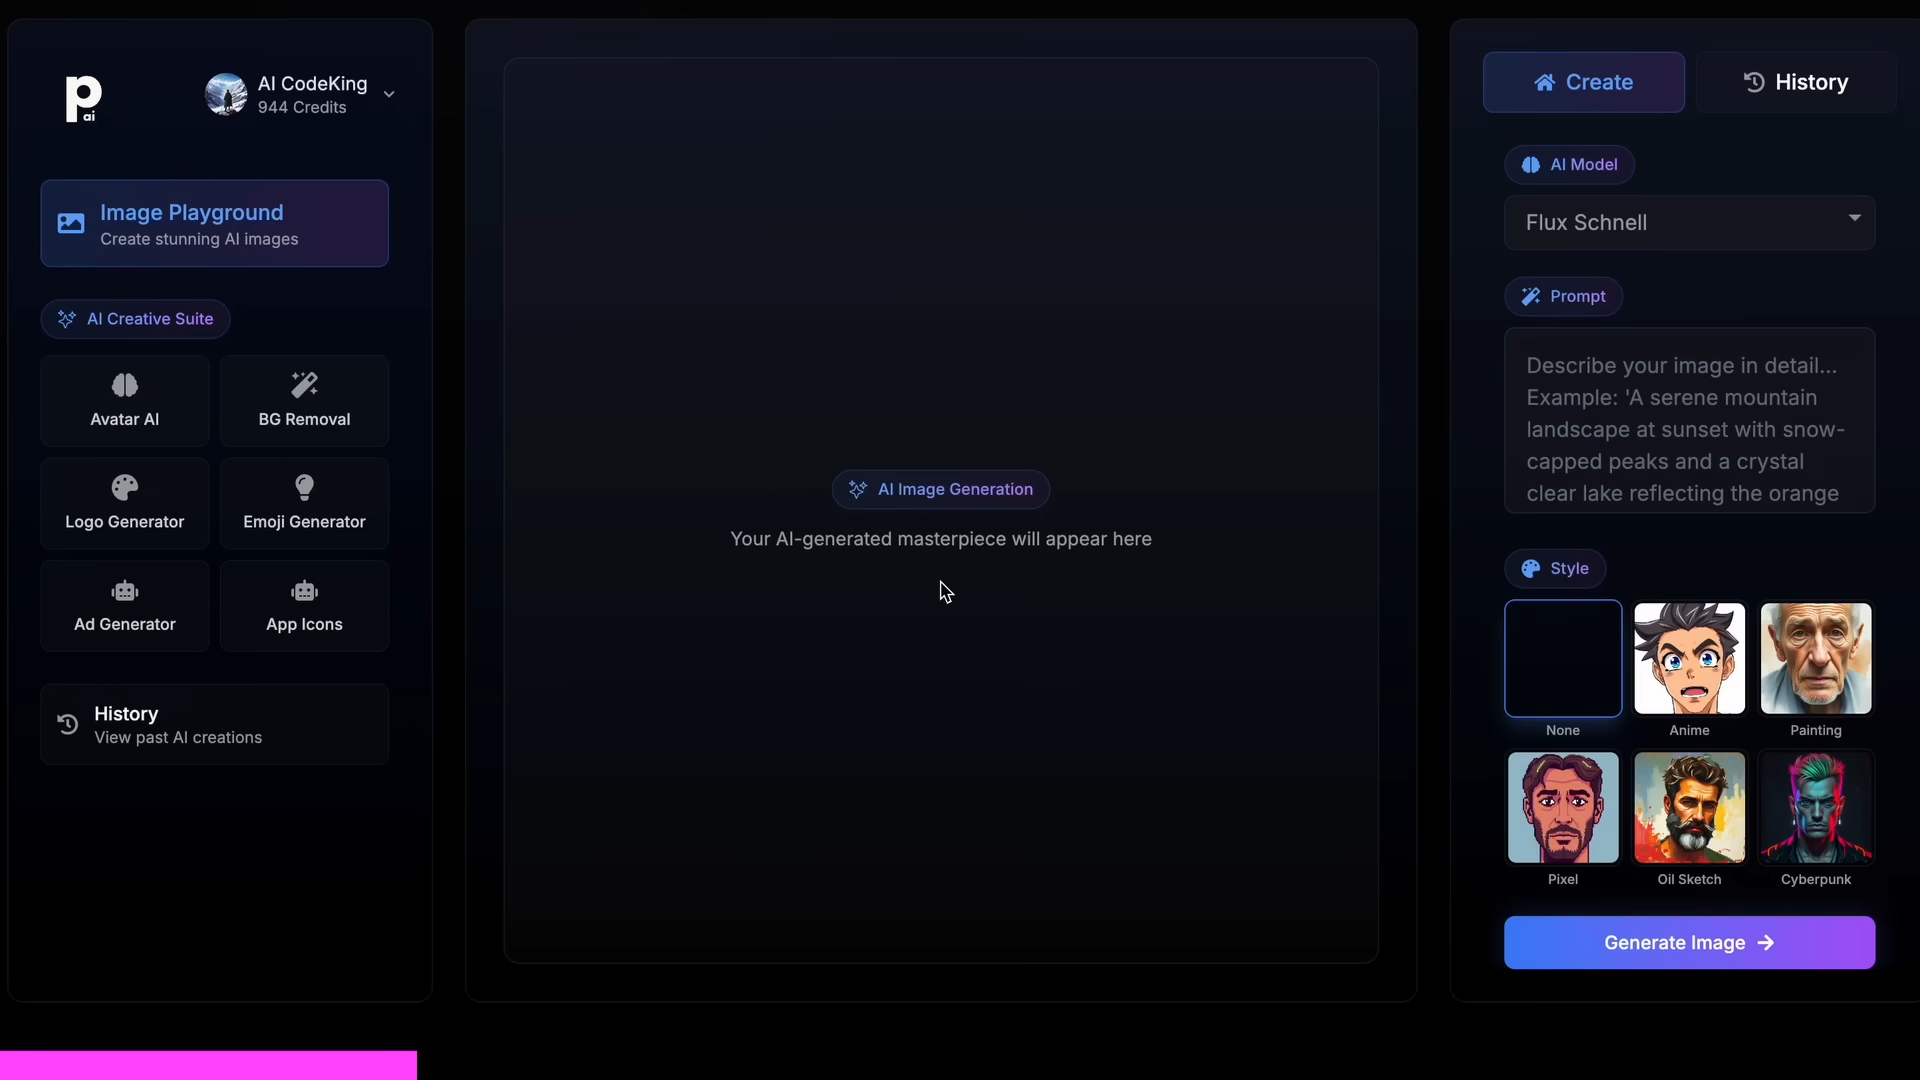 p
ai
AI CodeKing
944 Credits
Image Playground
Create stunning AI images
AI Creative Suite
Avatar AI
BG Removal
Logo Generator
Emoji Generator
Ad Generator
App Icons
History
View past AI creations
AI Image Generation
Your AI-generated masterpiece will appear here
Create
History
AI Model
Flux Schnell
Prompt
Describe your image in detail...
Example: 'A serene mountain
landscape at sunset with snow-
capped peaks and a crystal
clear lake reflecting the orange
Style
None
Anime
Painting
Pixel
Oil Sketch
Cyberpunk
Generate Image